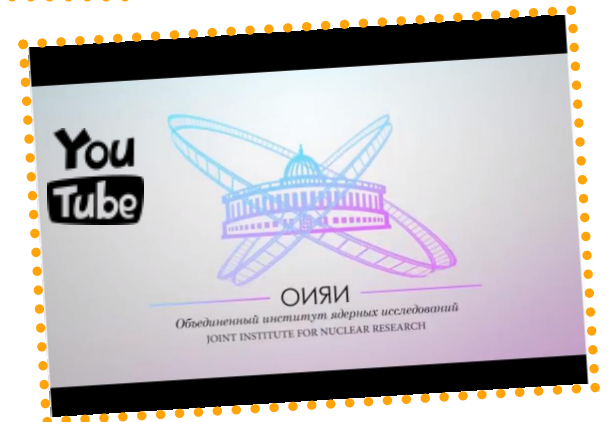 You
Tube
ОИЯИ
Объединенный институт ядерных исследований
JOINT INSTITUTE FOR NUCLEAR RESEARCH